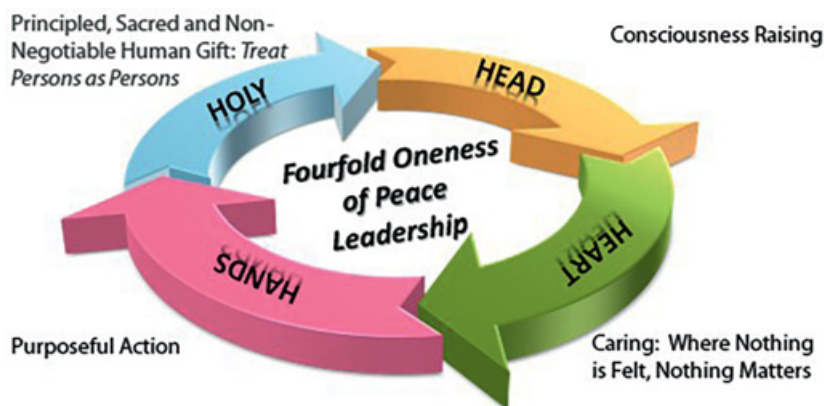 Principled, Sacred and Non-
Negotiable Human Gift: Treat
Persons as Persons
Consciousness Raising
HOLY
HEAD
Fourfold Oneness
of Peace
Leadership
HEART
HANDS
Purposeful Action
Caring: Where Nothing
is Felt, Nothing Matters